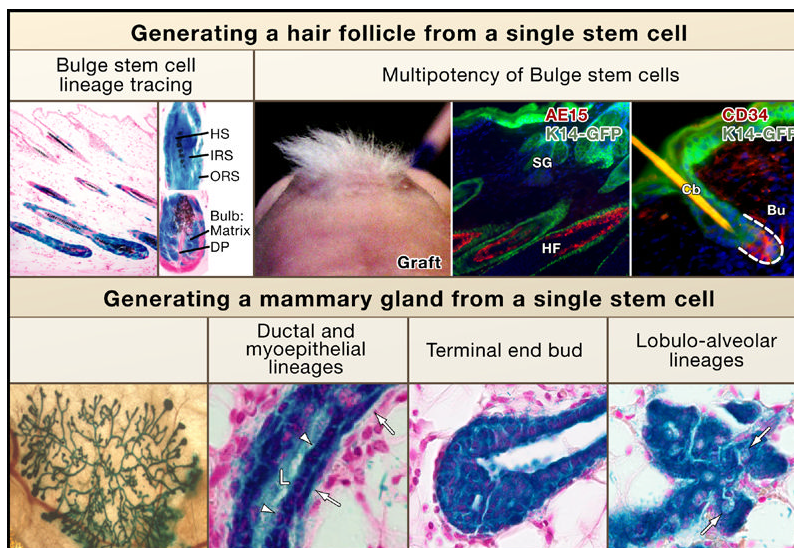 Generating a hair follicle from a single stem cell
Bulge stem cell
lineage tracing
Multipotency of Bulge stem cells
HS
IRS
ORS
Bulb:
Matrix
DP
Graft
AE15
K14-GFP
SG
HF
CD34
K14-GFP
Cb
Bu
Generating a mammary gland from a single stem cell
Ductal and
myoepithelial
lineages
Terminal end bud
Lobulo-alveolar
lineages
L